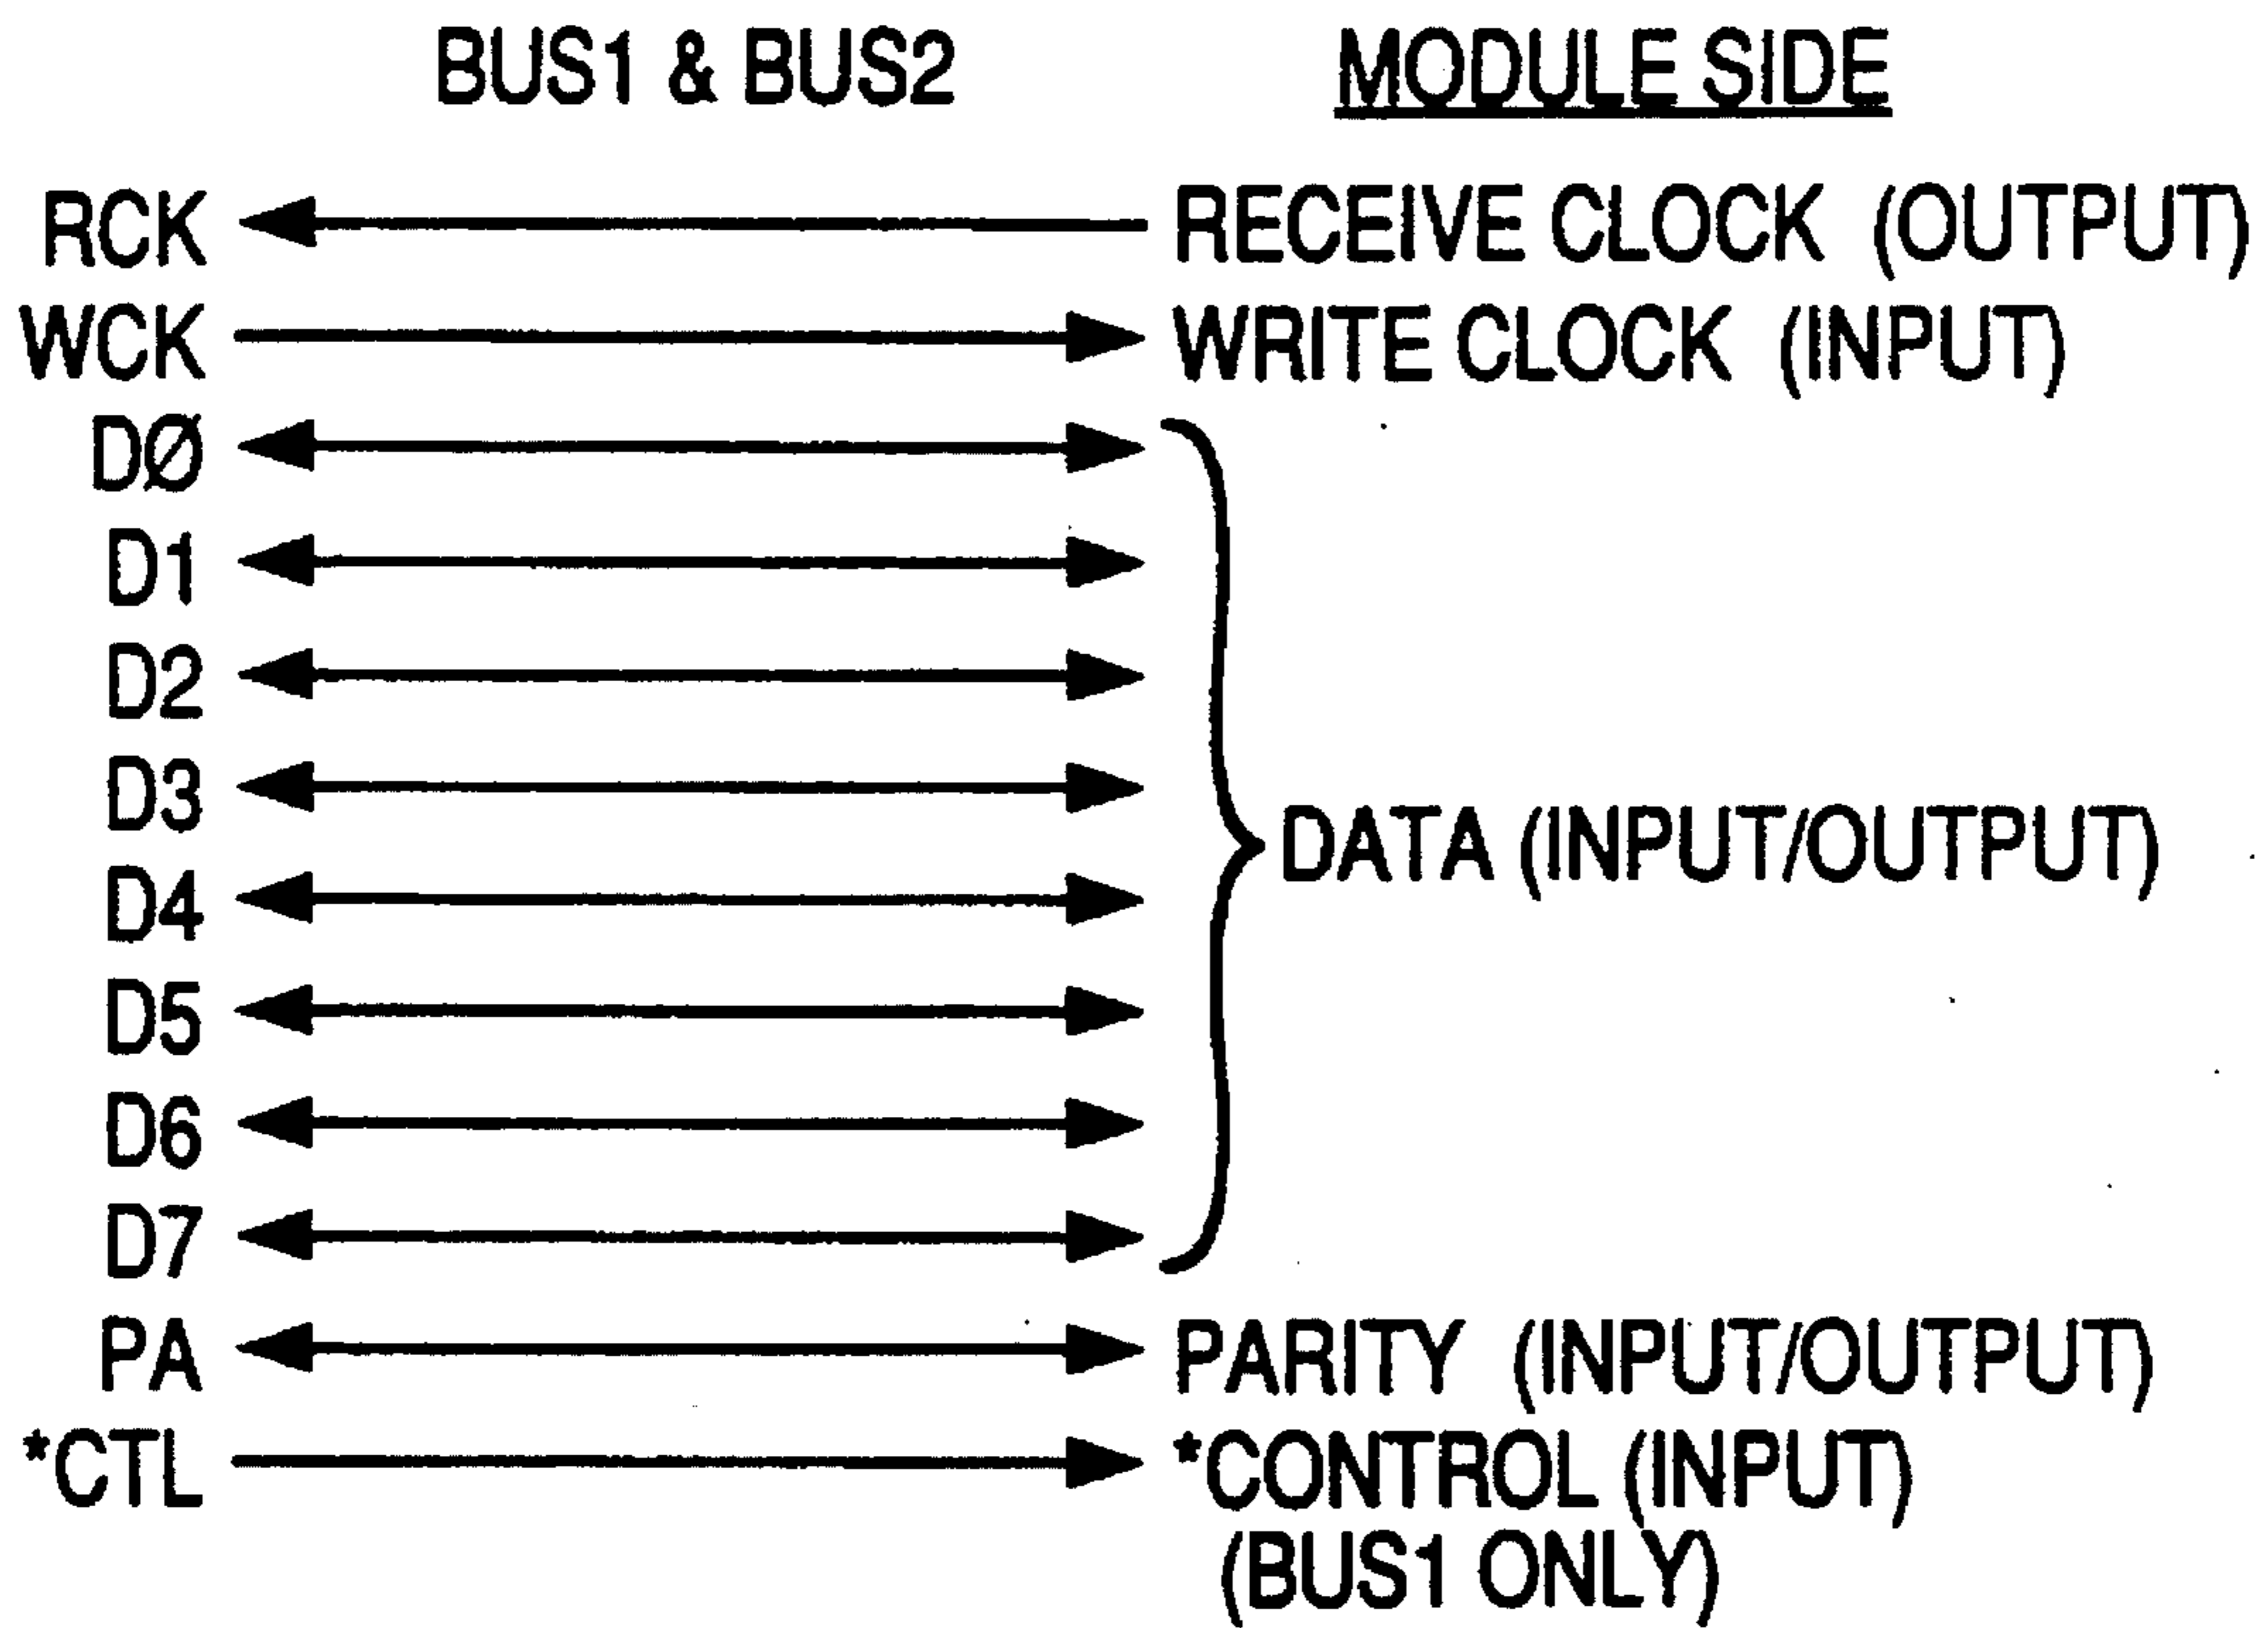 BUS1 & BUS2 MODULE SIDE
RCK RECEIVE CLOCK (OUTPUT)
WCK WRITE CLOCK (INPUT)
DØ
D1
D2
D3
DATA (INPUT/OUTPUT)
D4
D5
D6
D7
PA PARITY (INPUT/OUTPUT)
*CTL *CONTROL (INPUT)
(BUS1 ONLY)